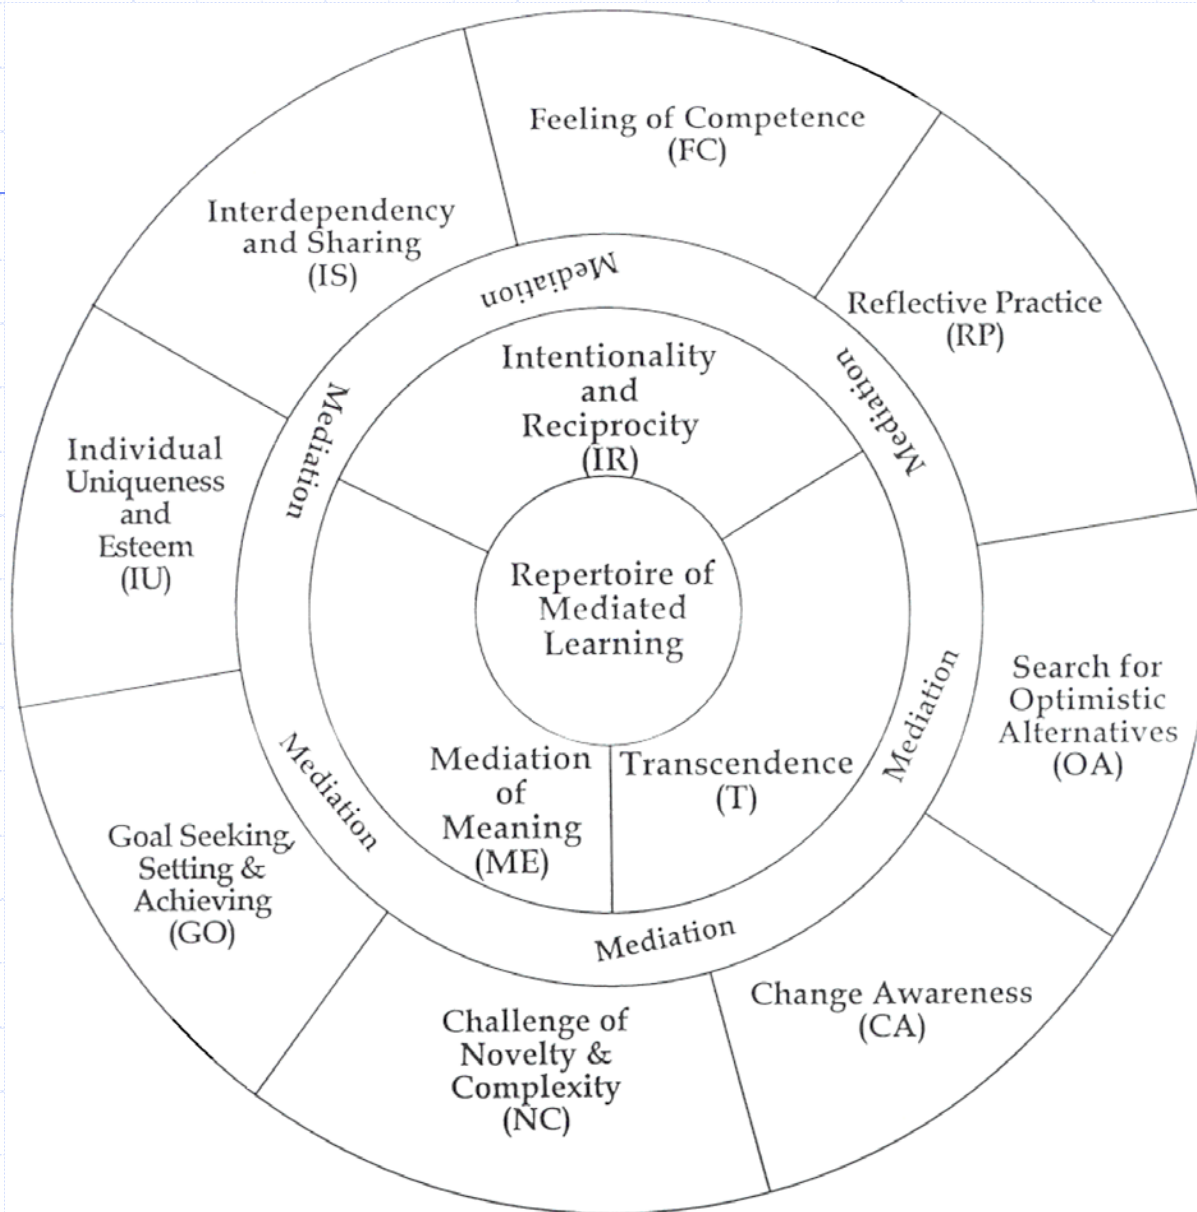 Feeling of Competence
(FC)
Interdependency
and Sharing
(IS)
Reflective Practice
(RP)
Individual
Uniqueness
and
Esteem
(IU)
Search for
Optimistic
Alternatives
(OA)
Goal Seeking,
Setting &
Achieving
(GO)
Change Awareness
(CA)
Challenge of
Novelty &
Complexity
(NC)
Mediation
Mediation
Mediation
Mediation
Mediation
Mediation
Intentionality
and
Reciprocity
(IR)
Repertoire of
Mediated
Learning
Mediation
of
Meaning
(ME)
Transcendence
(T)